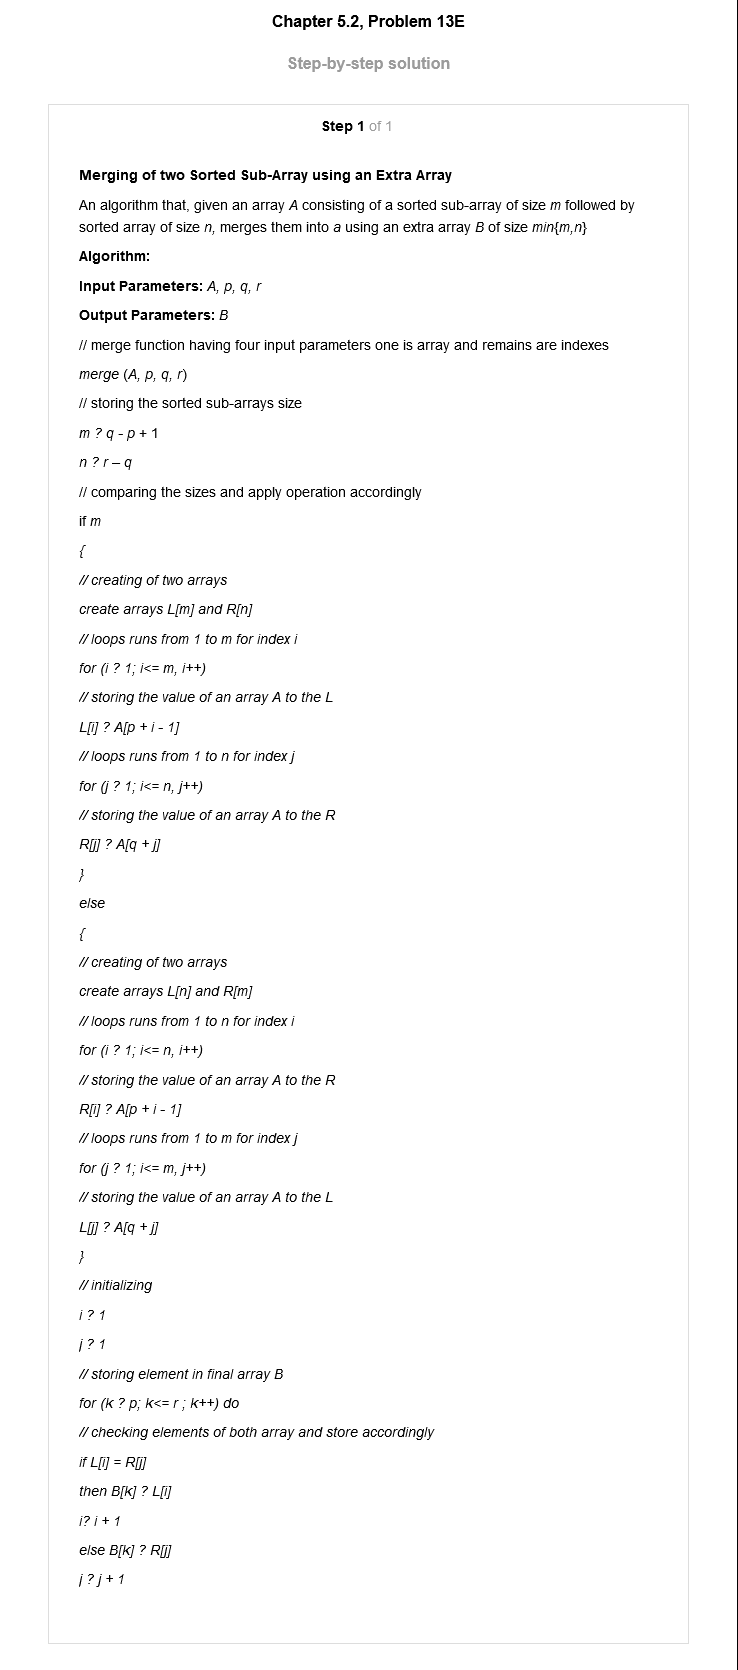 Chapter 5.2, Problem 13E
Step-by-step solution
Step 1 of 1
Merging of two Sorted Sub-Array using an Extra Array
An algorithm that, given an array A consisting of a sorted sub-array of size m followed by
sorted array of size n, merges them into a using an extra array B of size min{m,n}
Algorithm:
Input Parameters: A, p, q, r
Output Parameters: B
// merge function having four input parameters one is array and remains are indexes
merge (A, p, q, r)
// storing the sorted sub-arrays size
m ? q - p + 1
n ? r – q
// comparing the sizes and apply operation accordingly
if m
{
// creating of two arrays
create arrays L[m] and R[n]
// loops runs from 1 to m for index i
for (i ? 1; i<= m, i++)
// storing the value of an array A to the L
L[i] ? A[p + i - 1]
// loops runs from 1 to n for index j
for (j ? 1; i<= n, j++)
// storing the value of an array A to the R
R[j] ? A[q + j]
}
else
{
// creating of two arrays
create arrays L[n] and R[m]
// loops runs from 1 to n for index i
for (i ? 1; i<= n, i++)
// storing the value of an array A to the R
R[i] ? A[p + i - 1]
// loops runs from 1 to m for index j
for (j ? 1; i<= m, j++)
// storing the value of an array A to the L
L[j] ? A[q + j]
}
// initializing
i ? 1
j ? 1
// storing element in final array B
for (k ? p; k<= r ; k++) do
// checking elements of both array and store accordingly
if L[i] = R[j]
then B[k] ? L[i]
i? i + 1
else B[k] ? R[j]
j ? j + 1